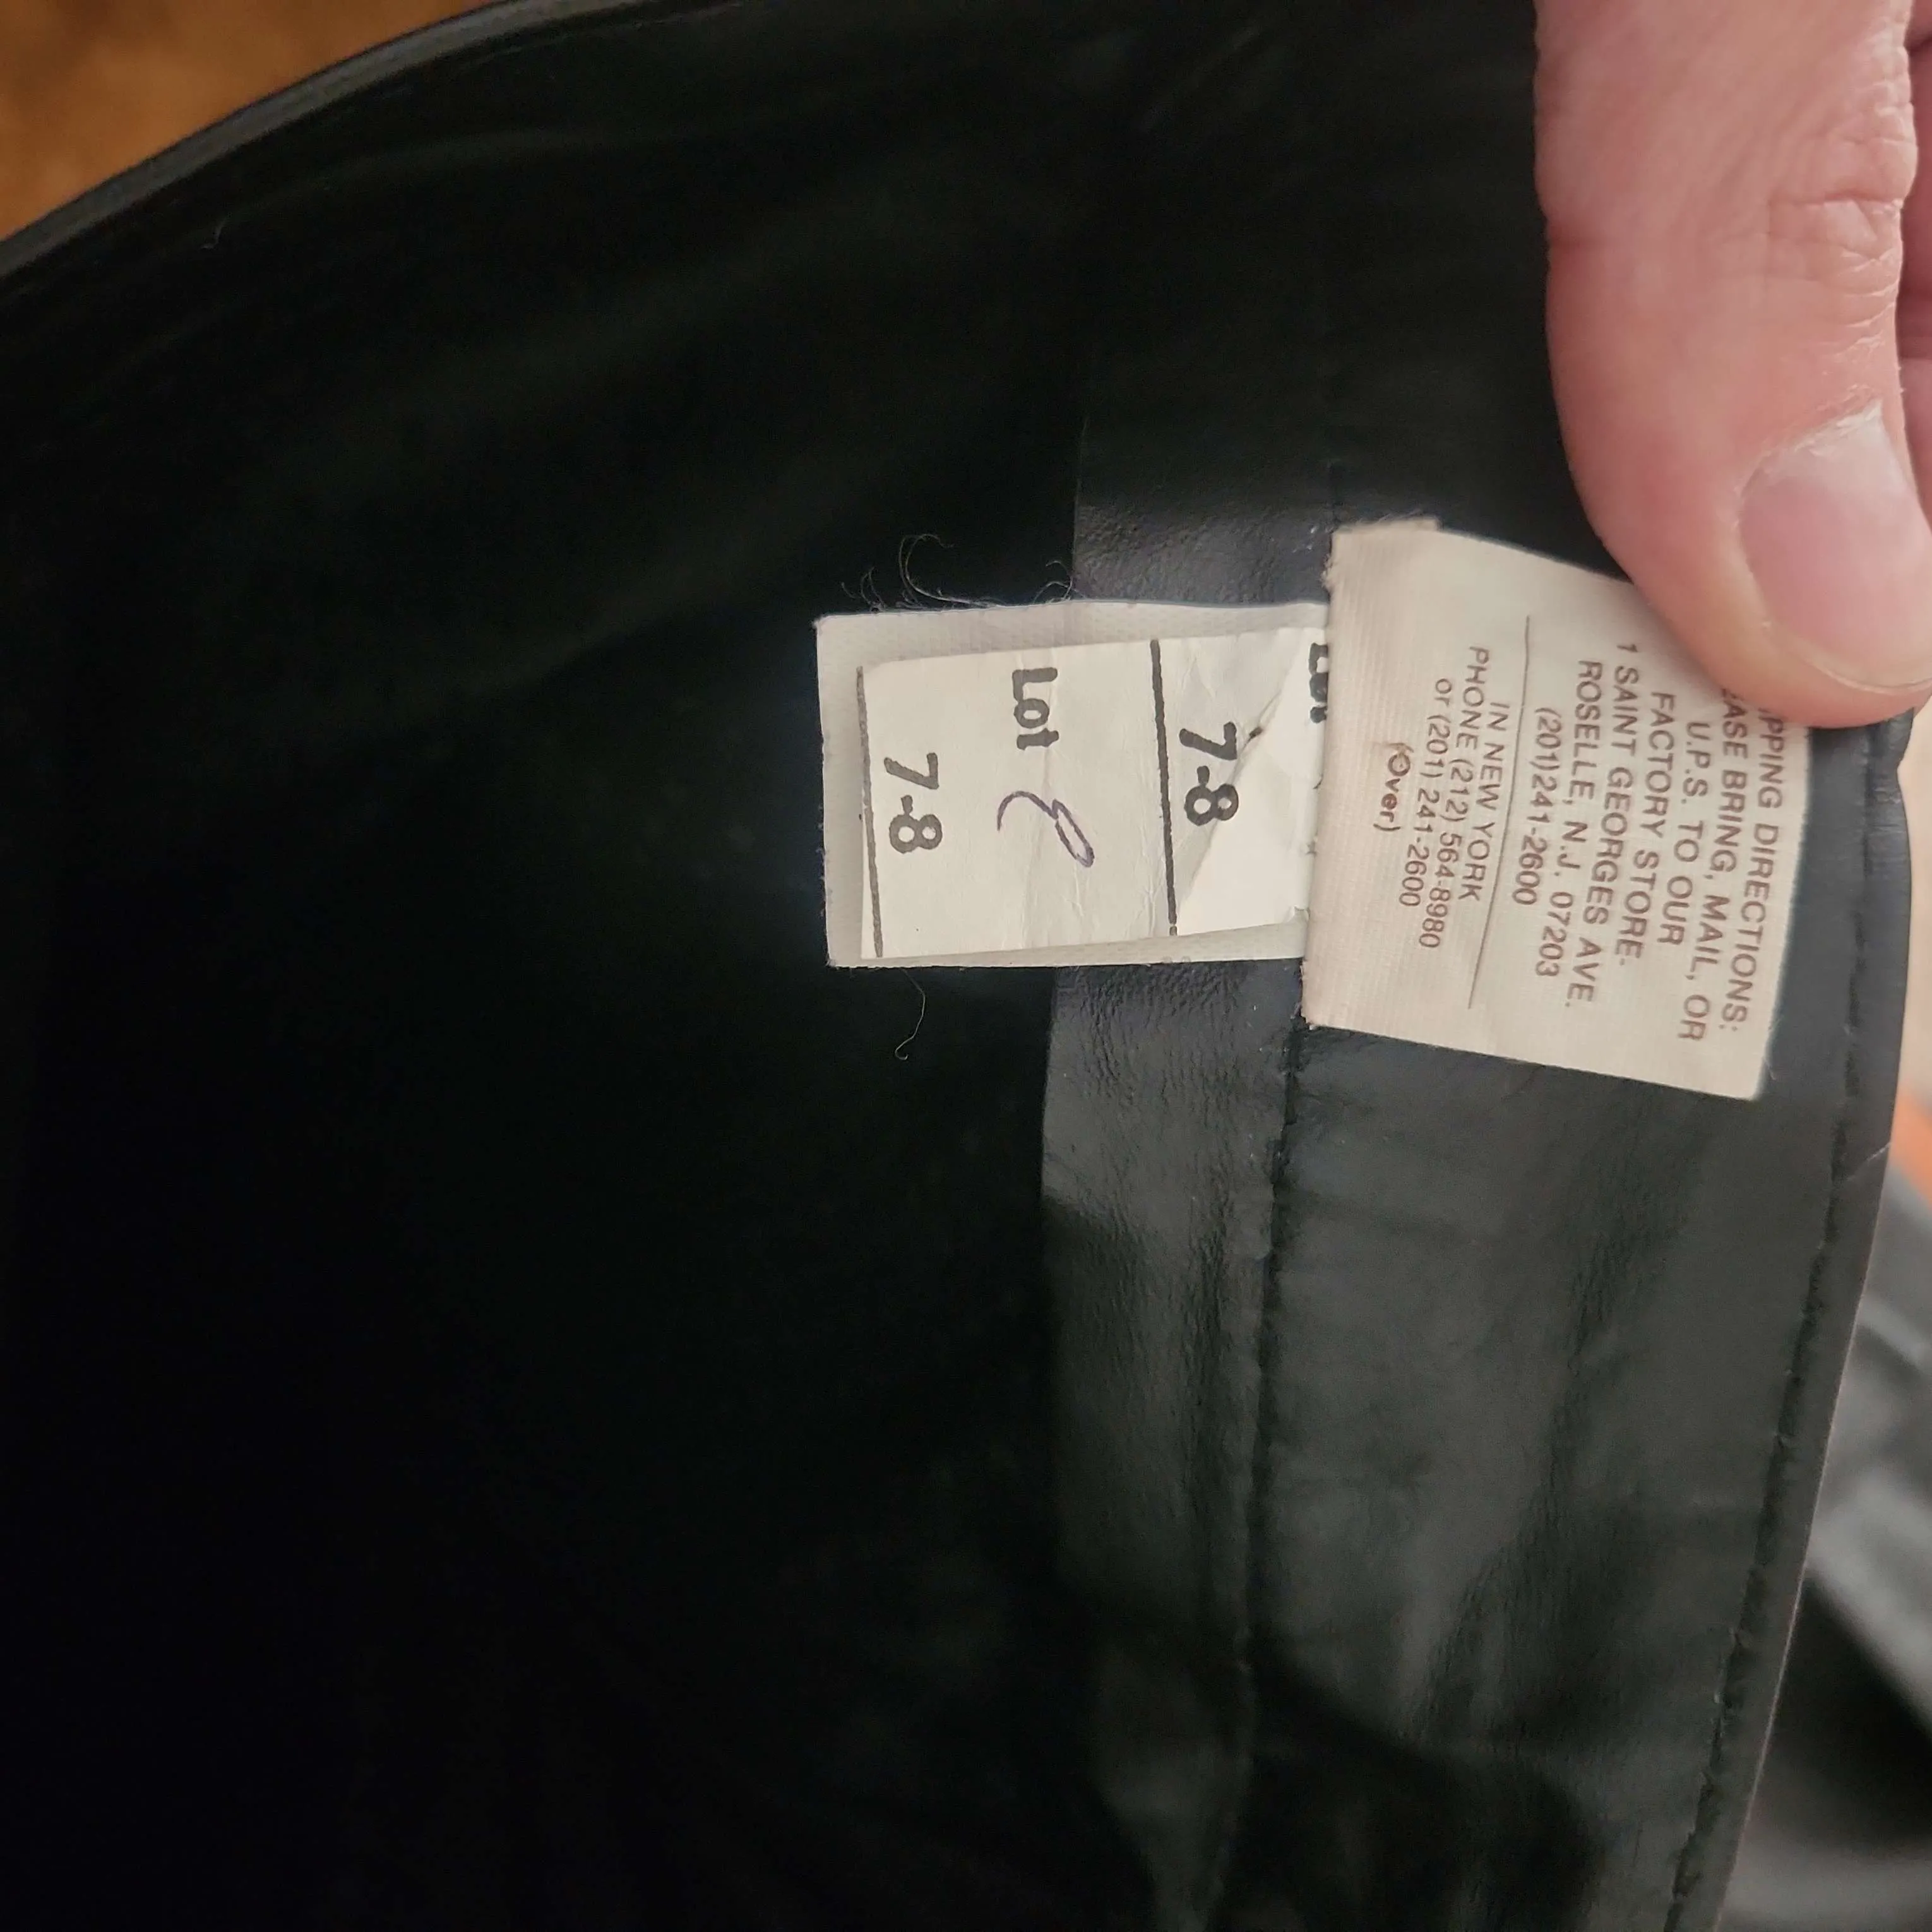 PPING DIRECTIONS:
EASE BRING, MAIL, OR
U.P.S. TO OUR
FACTORY STORE-
1 SAINT GEORGES AVE.
ROSELLE, N.J. 07203
(201)241-2600
IN NEW YORK
PHONE (212) 564-8980
or (201) 241-2600
(Over)
7-8
Lot
7-8